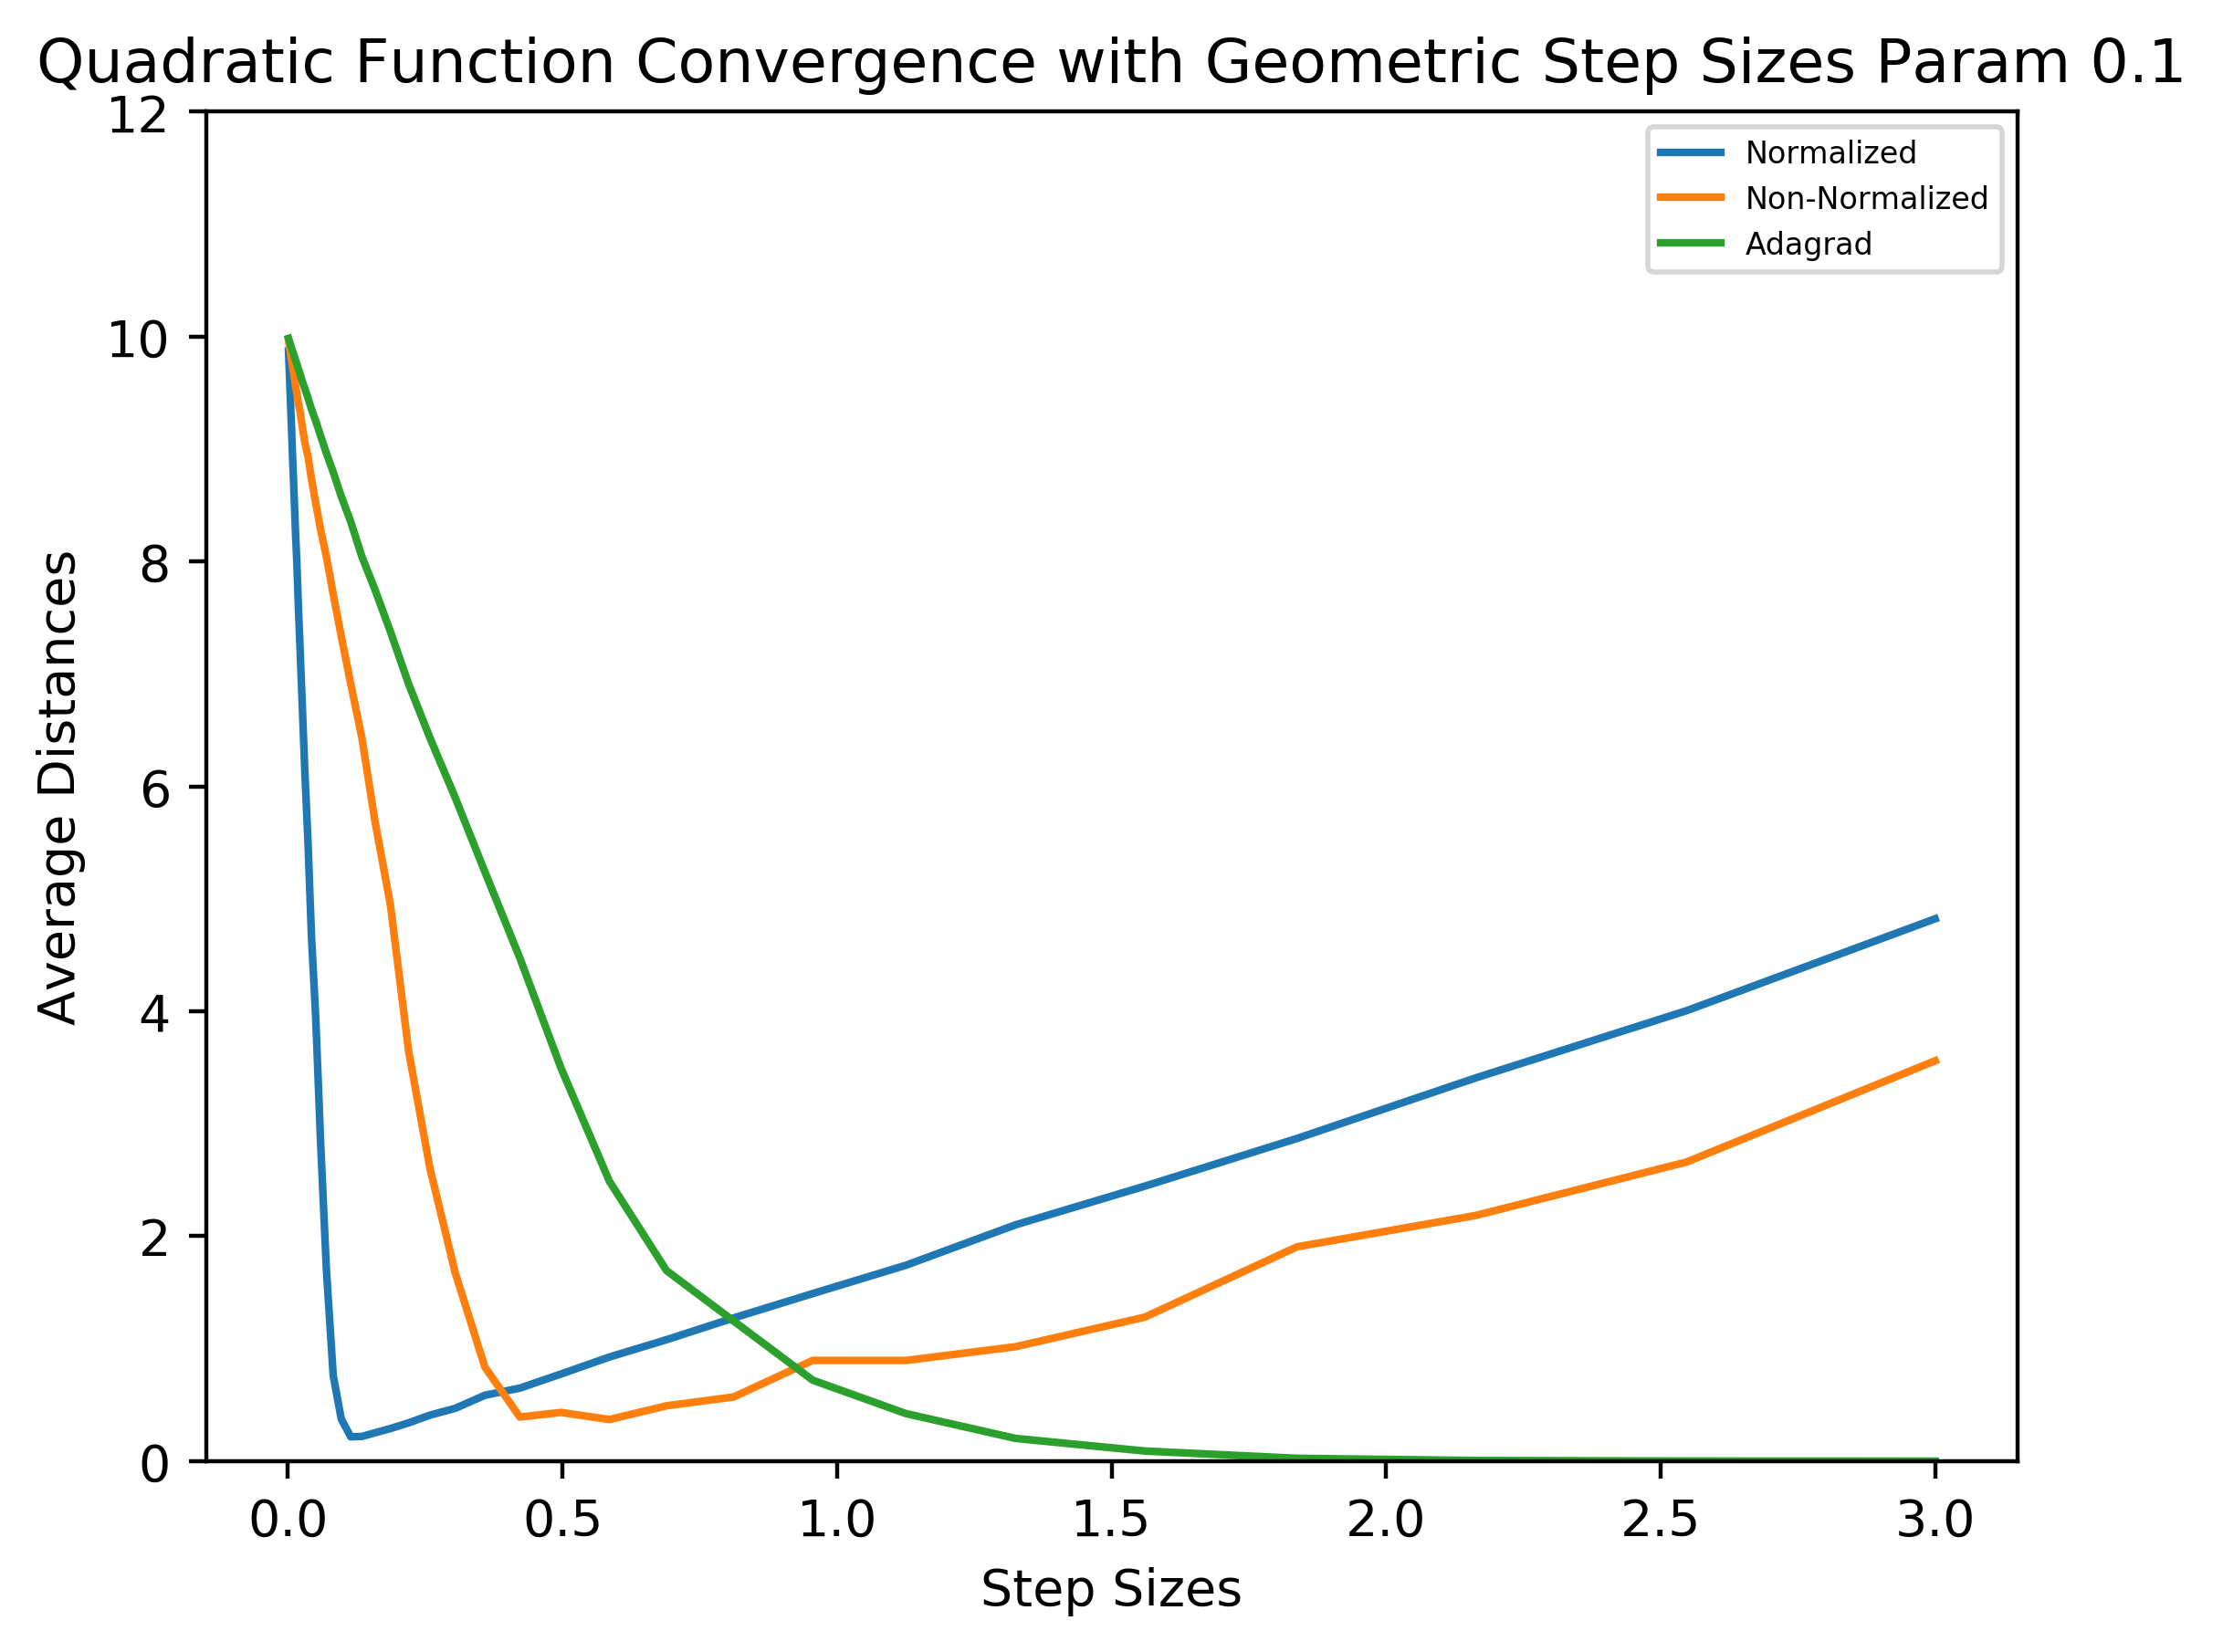 Quadratic Function Convergence with Geometric Step Sizes Param 0.1
12
10
8
6
4
2
0
Average Distances
Normalized
Non-Normalized
Adagrad
0.0 0.5 1.0 1.5 2.0 2.5 3.0
Step Sizes